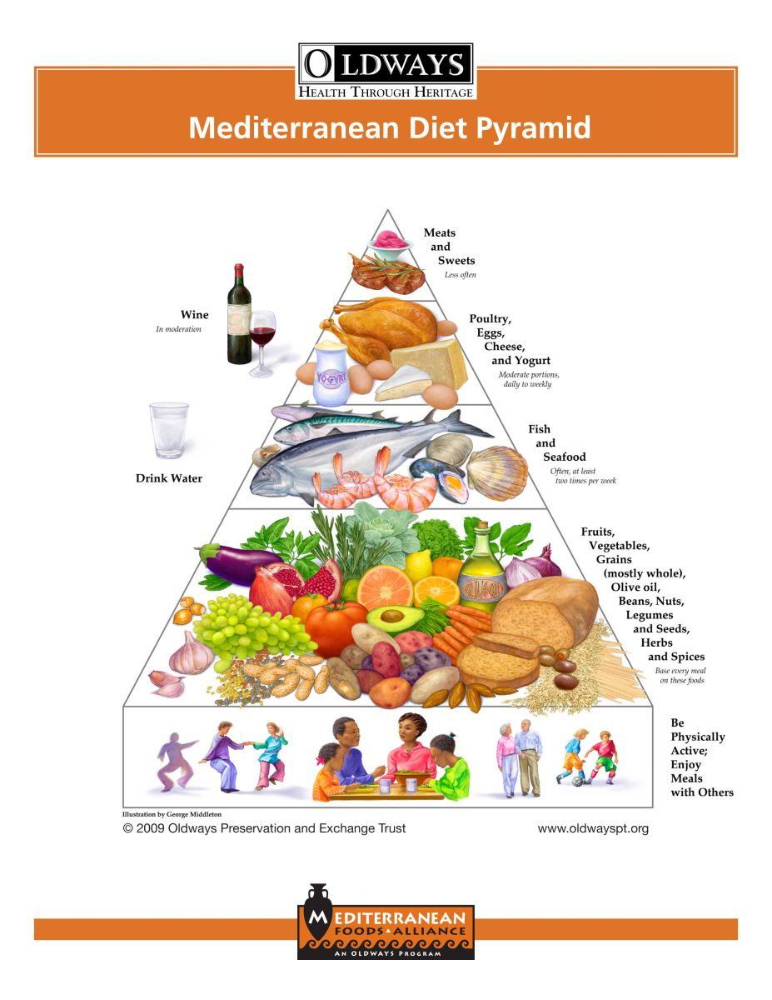 OLDWAYS
HEALTH THROUGH HERITAGE
Mediterranean Diet Pyramid
Meats
and
Sweets
Less often
Wine
In moderation
Poultry,
Eggs,
Cheese,
and Yogurt
Moderate portions,
daily to weekly
YOGURT
Drink Water
Fish
and
Seafood
Often, at least
two times per week
Fruits,
Vegetables,
Grains
(mostly whole),
Olive oil,
Beans, Nuts,
Legumes
and Seeds,
Herbs
and Spices
Base every meal
on these foods
OLIVE OIL
Be
Physically
Active;
Enjoy
Meals
with Others
Illustration by George Middleton
© 2009 Oldways Preservation and Exchange Trust www.oldwayspt.org
MEDITERRANEAN
FOODS ALLIANCE
AN OLDWAYS PROGRAM